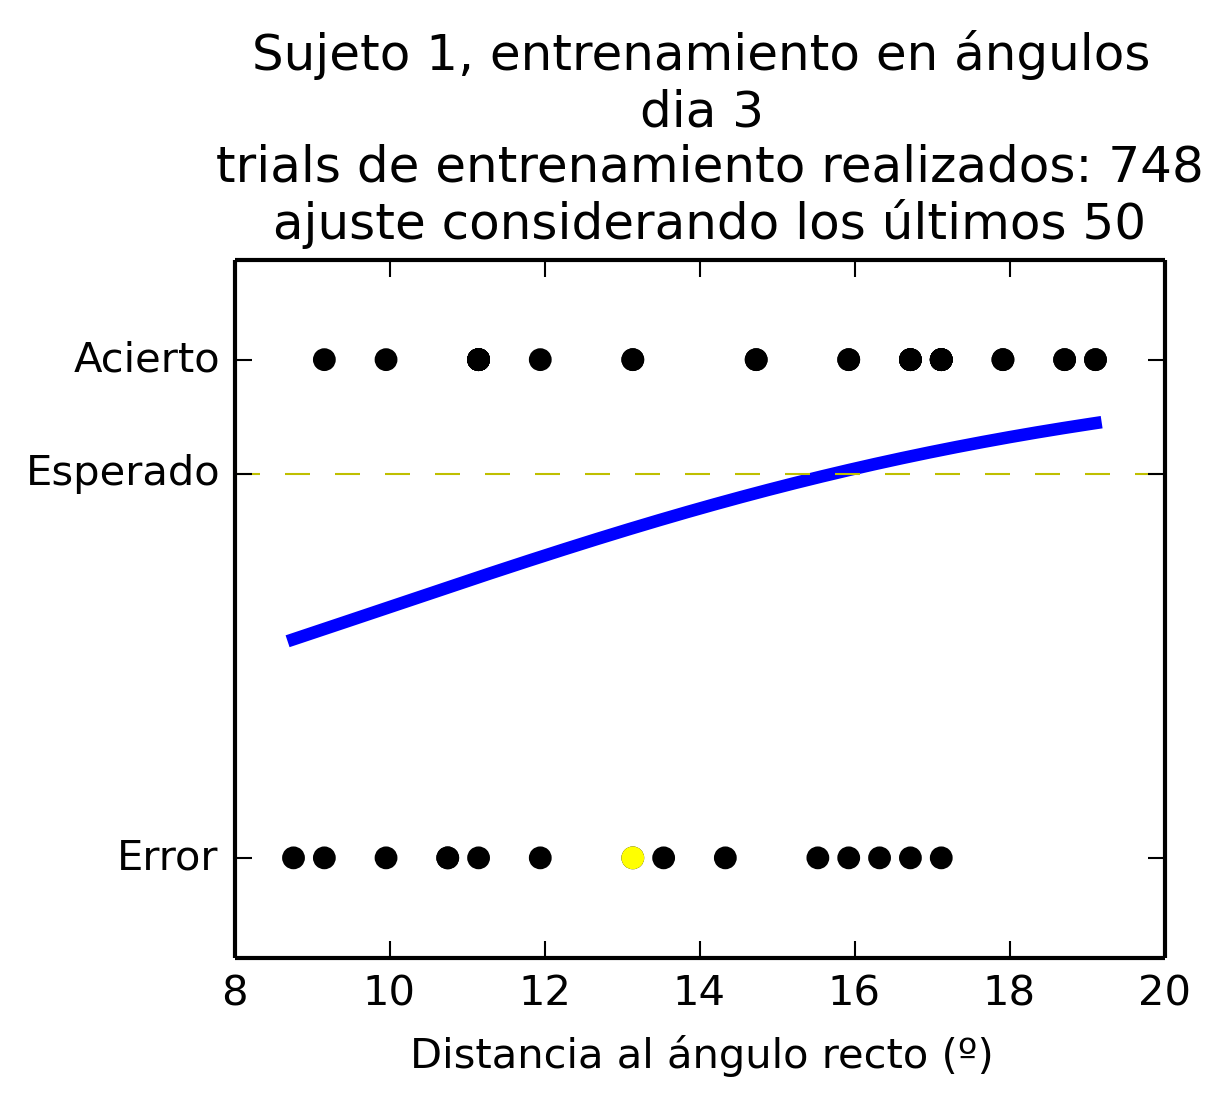 Sujeto 1, entrenamiento en ángulos
dia 3
trials de entrenamiento realizados: 748
ajuste considerando los últimos 50
Acierto
Esperado
Error
8 10 12 14 16 18 20
Distancia al ángulo recto (º)